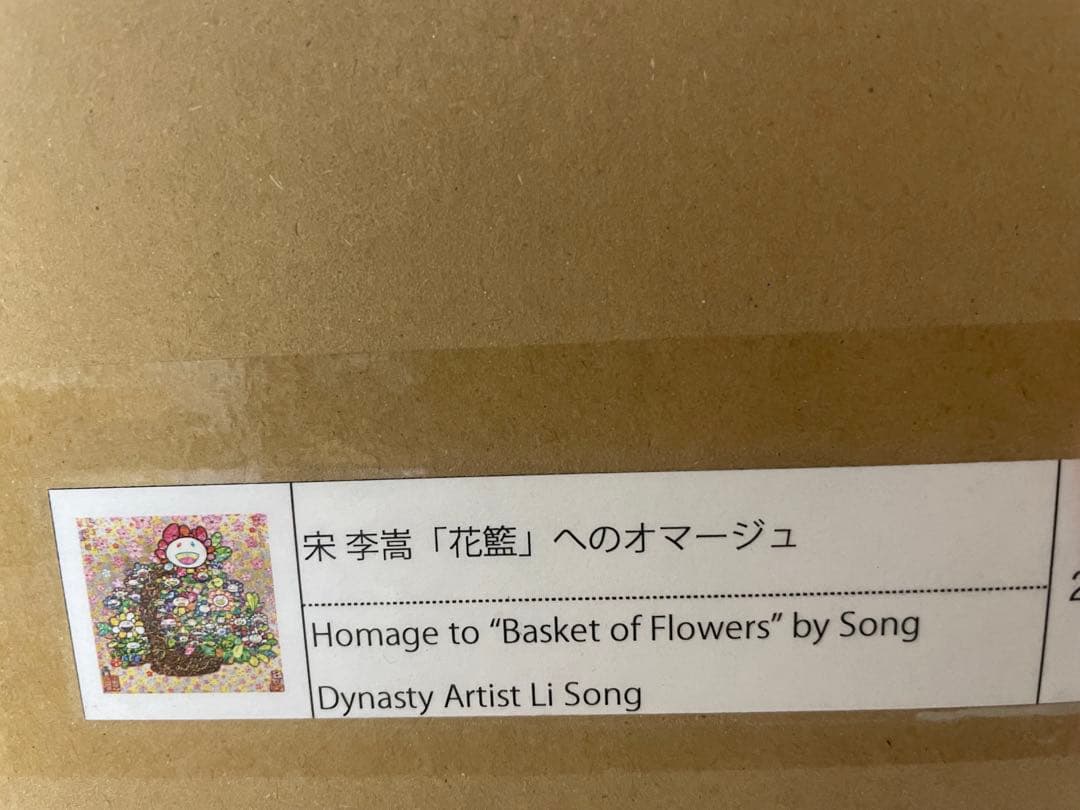 宋 李嵩「花籃」へのオマージュ
Homage to “Basket of Flowers” by Song
Dynasty Artist Li Song